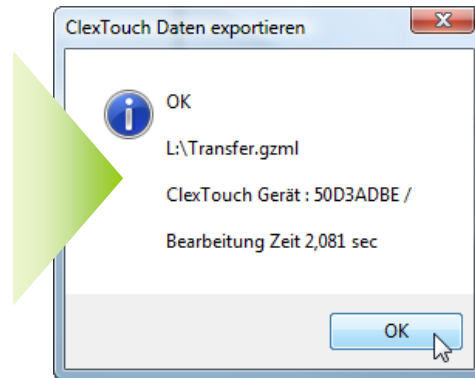 ClexTouch Daten exportieren
OK
L:\Transfer.gzml
ClexTouch Gerät : 50D3ADBE /
Bearbeitung Zeit 2,081 sec
OK